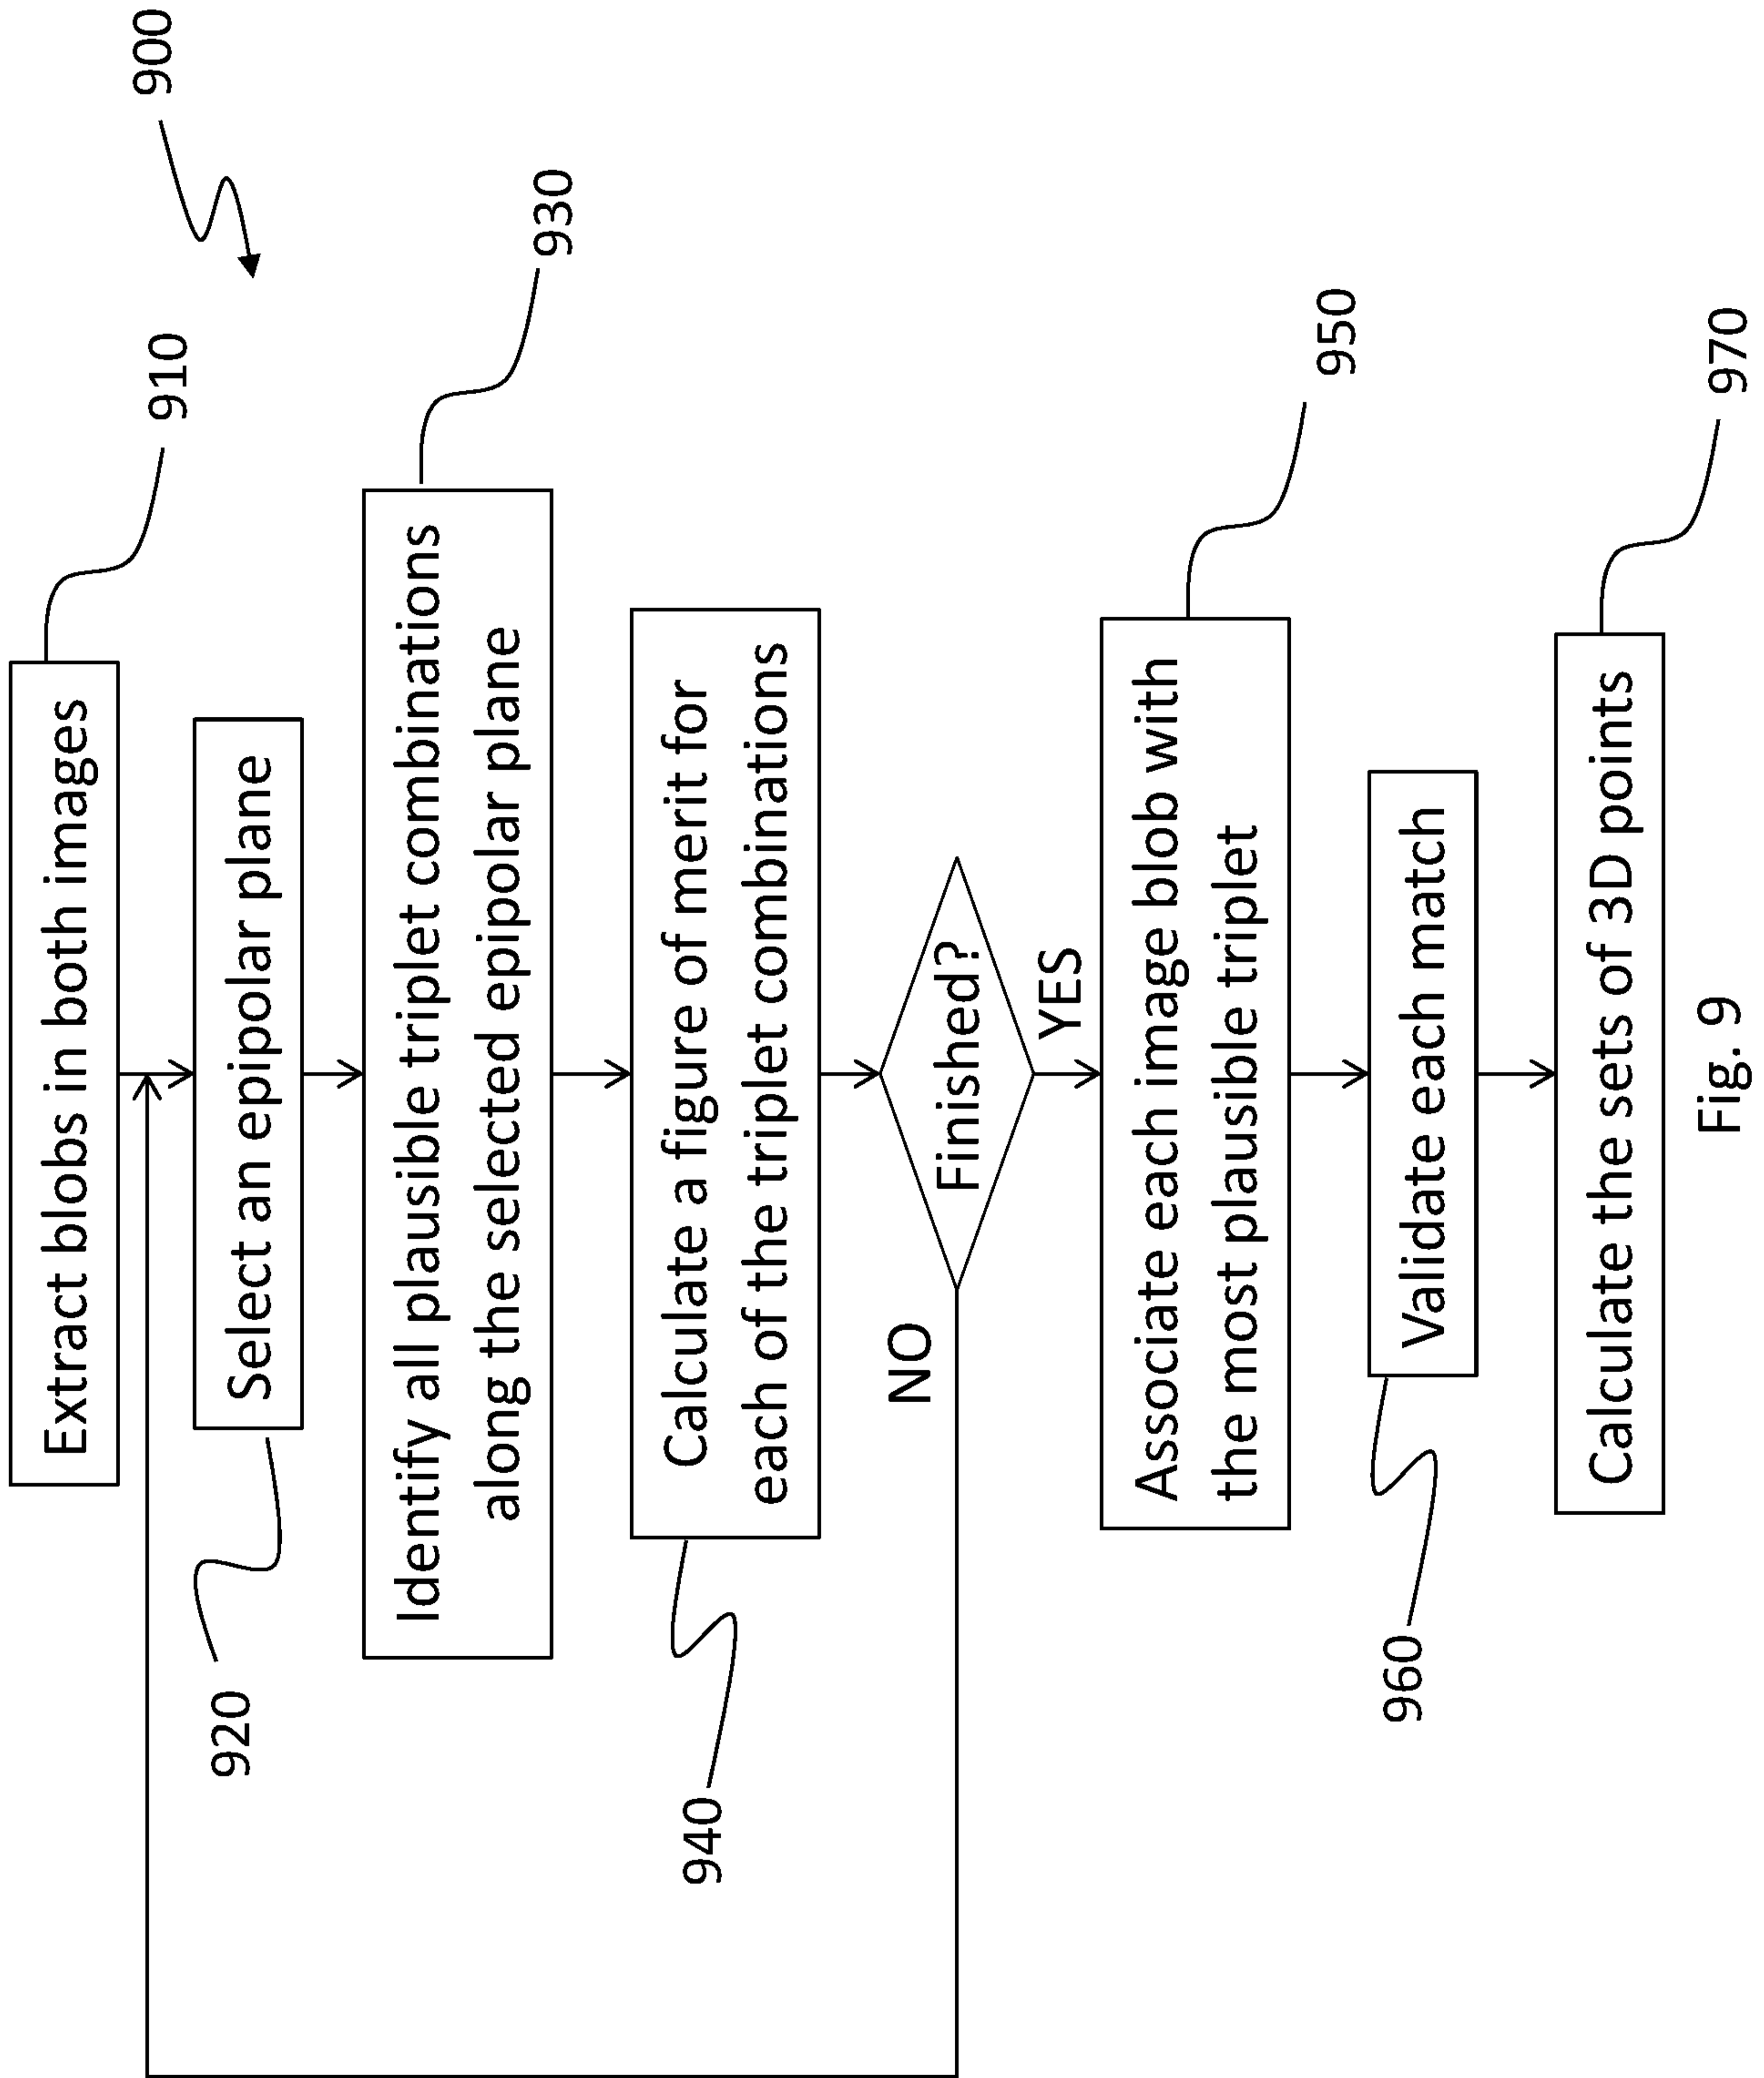 900
910
Extract blobs in both images
Select an epipolar plane
920
930
Identify all plausible triplet combinations
along the selected epipolar plane
Calculate a figure of merit for
each of the triplet combinations
940
Finished?
NO
YES
950
Associate each image blob with
the most plausible triplet
Validate each match
960
970
Calculate the sets of 3D points
Fig. 9